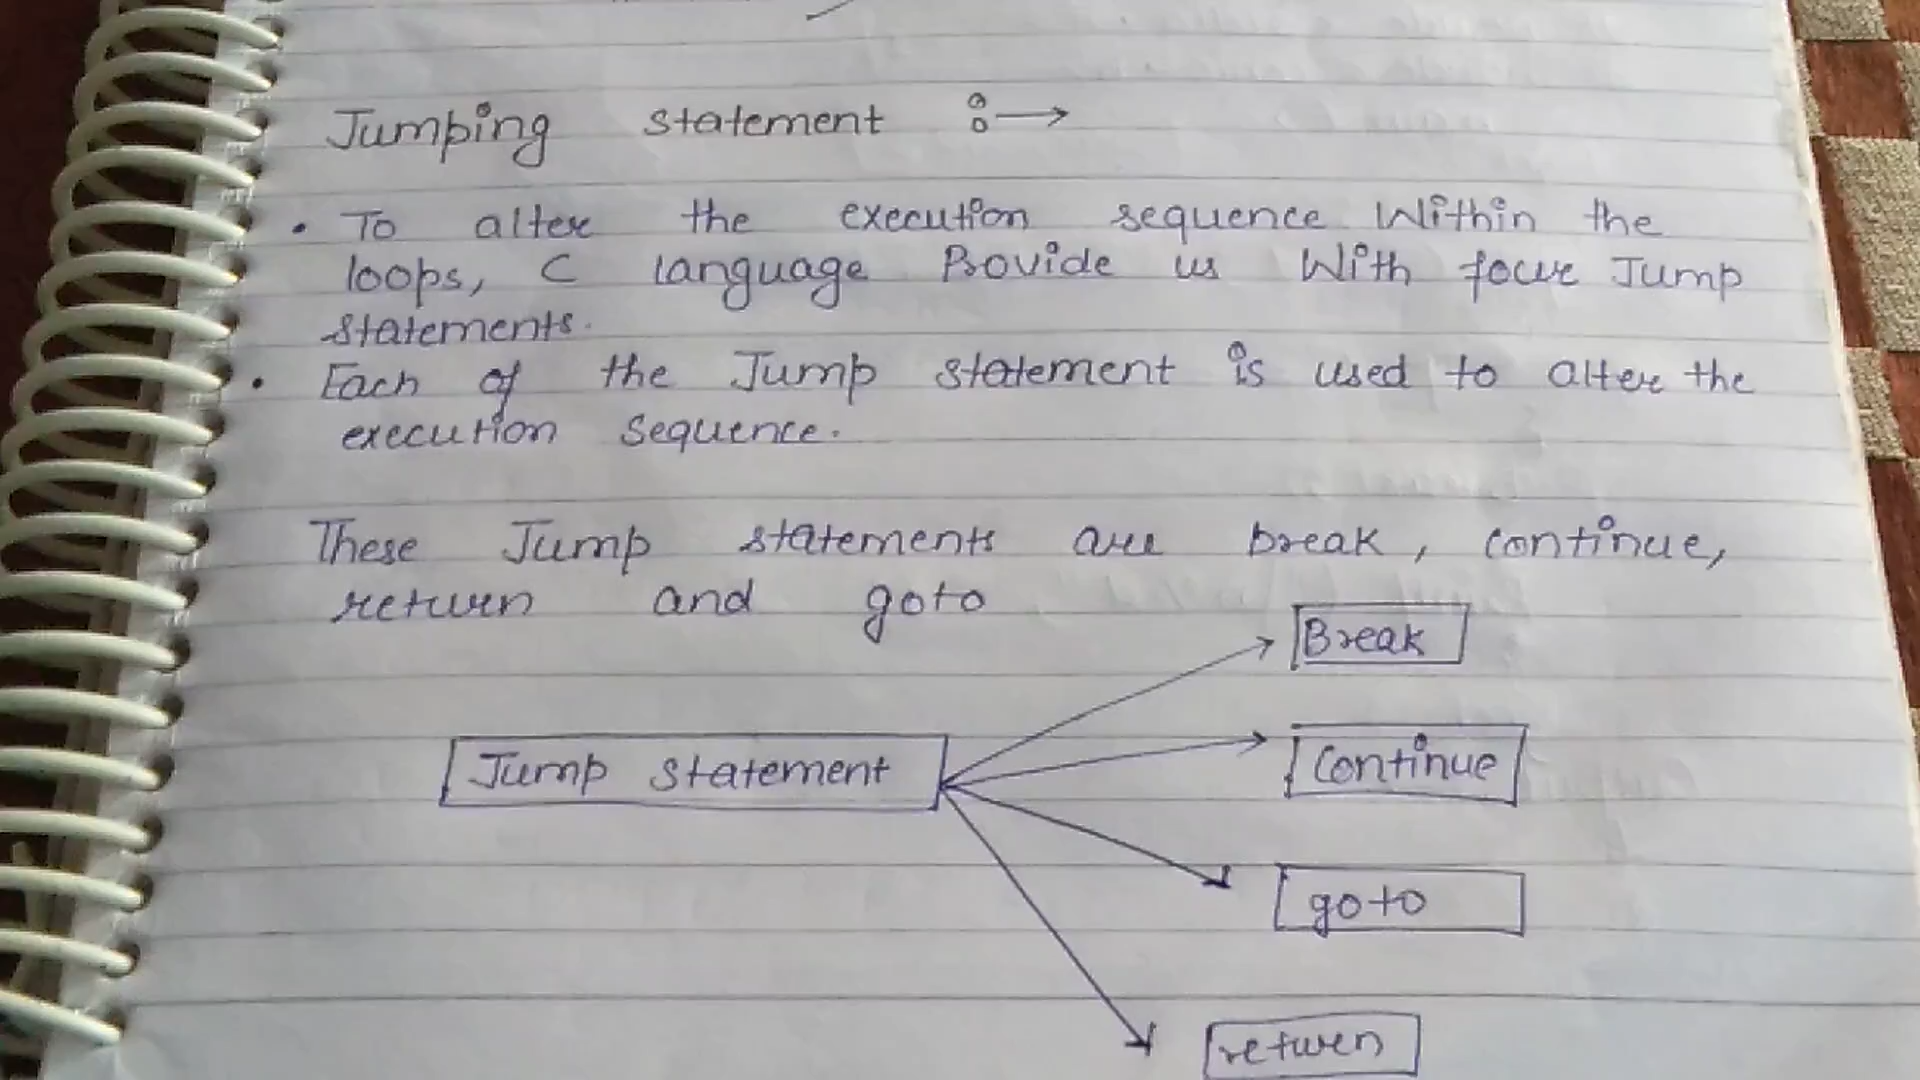 Jumping statement :→
• To alter the execution sequence Within the
loops, C language Provide us With four Jump
statements.
• Each of the Jump statement is used to alter the
execution sequence.
These Jump statements are break, continue,
return and goto
Break
Jump statement
Continue
goto
return